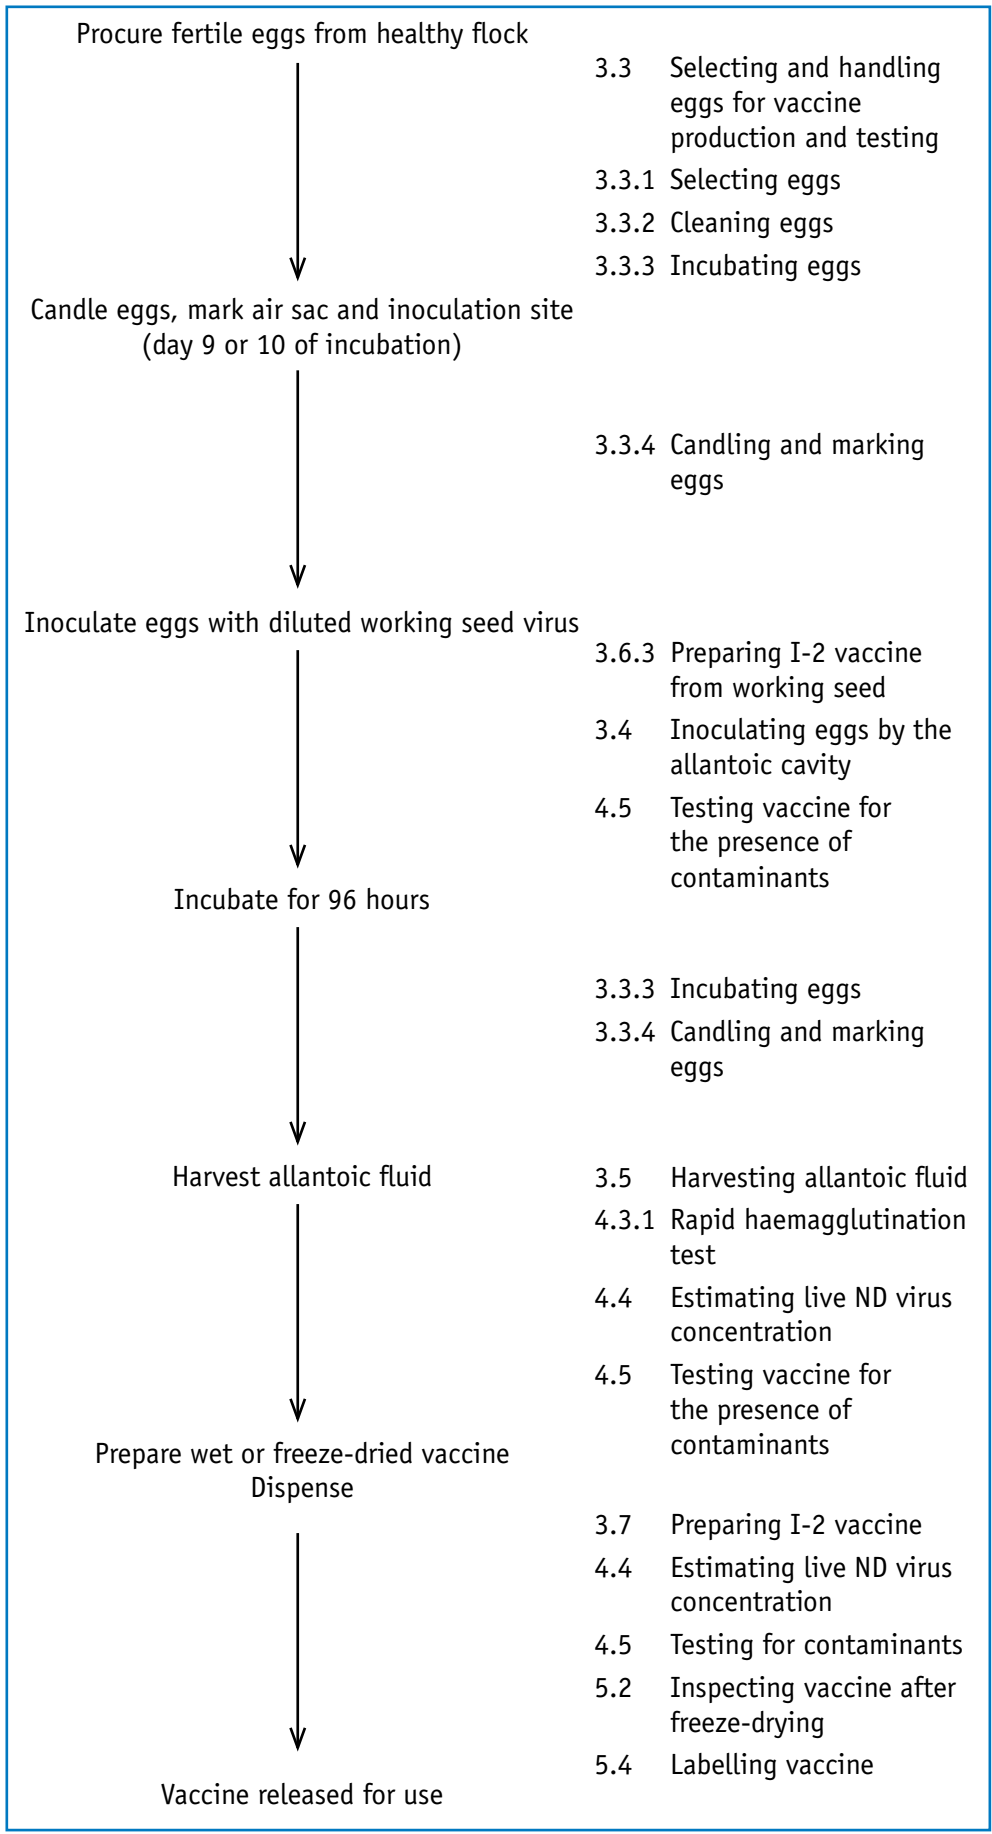 Procure fertile eggs from healthy flock
3.3 Selecting and handling
eggs for vaccine
production and testing
3.3.1 Selecting eggs
3.3.2 Cleaning eggs
3.3.3 Incubating eggs
Candle eggs, mark air sac and inoculation site
(day 9 or 10 of incubation)
3.3.4 Candling and marking
eggs
Inoculate eggs with diluted working seed virus
3.6.3 Preparing I-2 vaccine
from working seed
3.4 Inoculating eggs by the
allantoic cavity
4.5 Testing vaccine for
the presence of
contaminants
Incubate for 96 hours
3.3.3 Incubating eggs
3.3.4 Candling and marking
eggs
Harvest allantoic fluid
3.5 Harvesting allantoic fluid
4.3.1 Rapid haemagglutination
test
4.4 Estimating live ND virus
concentration
4.5 Testing vaccine for
the presence of
contaminants
Prepare wet or freeze-dried vaccine
Dispense
3.7 Preparing I-2 vaccine
4.4 Estimating live ND virus
concentration
4.5 Testing for contaminants
5.2 Inspecting vaccine after
freeze-drying
5.4 Labelling vaccine
Vaccine released for use